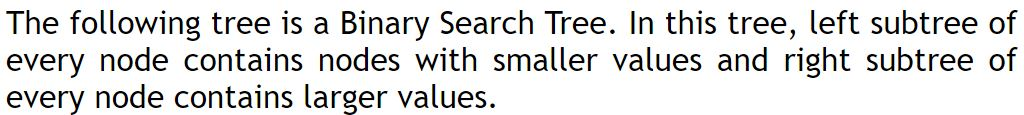 The following tree is a Binary Search Tree. In this tree, left subtree of
every node contains nodes with smaller values and right subtree of
every node contains larger values.